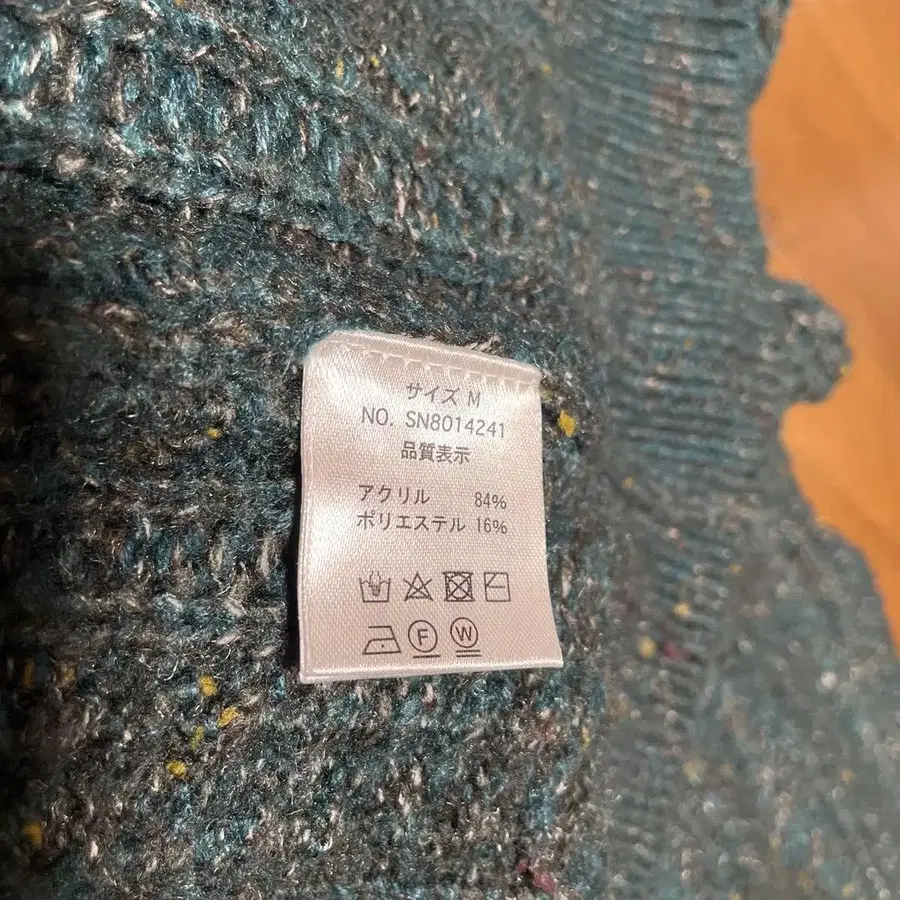 サイズ M
NO. SN8014241
品質表示
アクリル 84%
ポリエステル 16%
F W